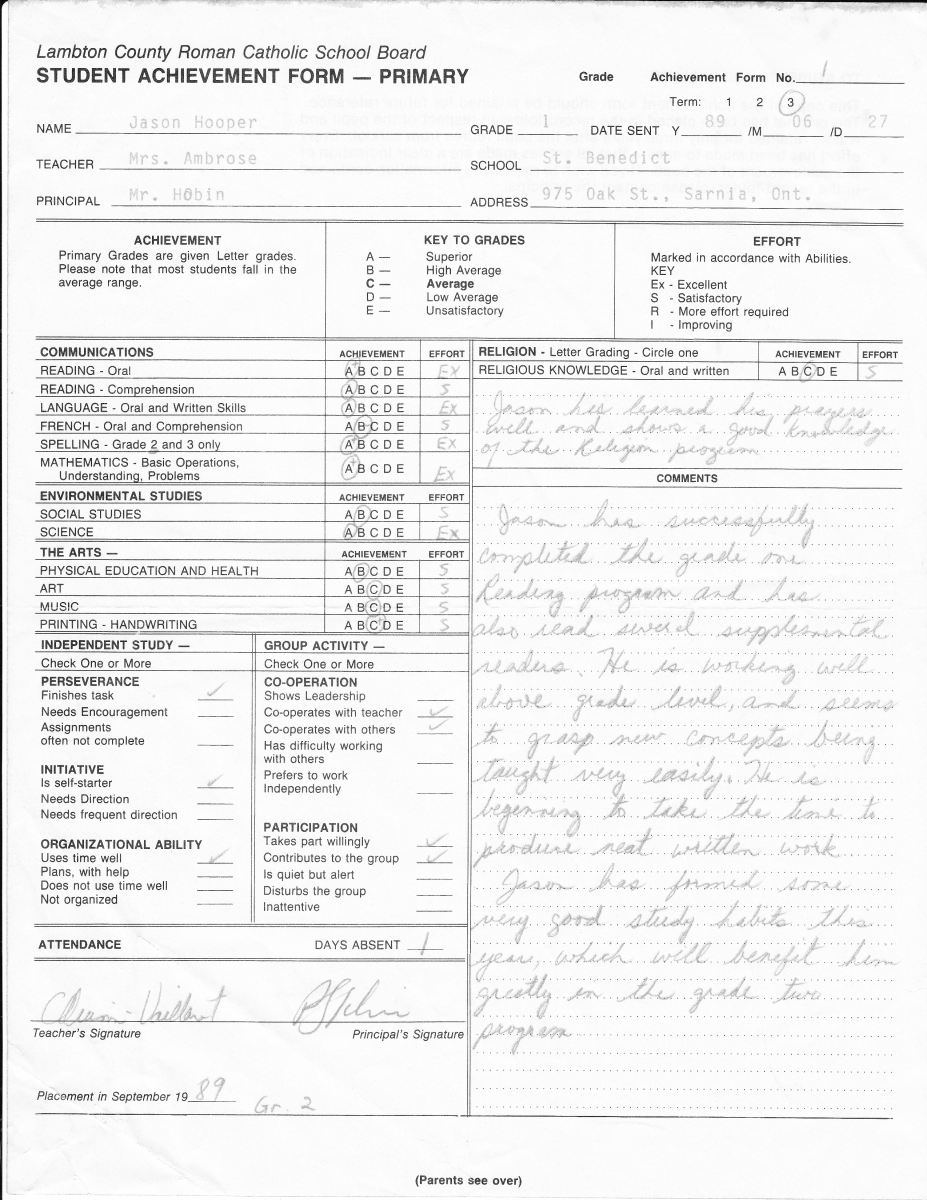 Lambton County Roman Catholic School Board
STUDENT ACHIEVEMENT FORM — PRIMARY
Grade Achievement Form No. 1
Term: 1 2 3
NAME Jason Hooper
GRADE 1 DATE SENT Y 89 /M 06 /D 27
TEACHER Mrs. Ambrose
SCHOOL St. Benedict
PRINCIPAL Mr. Hobin
ADDRESS 975 Oak St., Sarnia, Ont.
ACHIEVEMENT
Primary Grades are given Letter grades.
Please note that most students fall in the
average range.
KEY TO GRADES
A — Superior
B — High Average
C — Average
D — Low Average
E — Unsatisfactory
EFFORT
Marked in accordance with Abilities.
KEY
Ex - Excellent
S - Satisfactory
R - More effort required
I - Improving
COMMUNICATIONS ACHIEVEMENT EFFORT
READING - Oral A B C D E Ex
READING - Comprehension A B C D E S
LANGUAGE - Oral and Written Skills A B C D E Ex
FRENCH - Oral and Comprehension A B C D E S
SPELLING - Grade 2 and 3 only A B C D E Ex
MATHEMATICS - Basic Operations,
Understanding, Problems A B C D E Ex
ENVIRONMENTAL STUDIES ACHIEVEMENT EFFORT
SOCIAL STUDIES A B C D E S
SCIENCE A B C D E Ex
THE ARTS — ACHIEVEMENT EFFORT
PHYSICAL EDUCATION AND HEALTH A B C D E S
ART A B C D E S
MUSIC A B C D E S
PRINTING - HANDWRITING A B C D E S
INDEPENDENT STUDY —
Check One or More
PERSEVERANCE
Finishes task ✓
Needs Encouragement
Assignments
often not complete
INITIATIVE
Is self-starter ✓
Needs Direction
Needs frequent direction
ORGANIZATIONAL ABILITY
Uses time well ✓
Plans, with help
Does not use time well
Not organized
GROUP ACTIVITY —
Check One or More
CO-OPERATION
Shows Leadership
Co-operates with teacher ✓
Co-operates with others ✓
Has difficulty working
with others
Prefers to work
Independently
PARTICIPATION
Takes part willingly ✓
Contributes to the group ✓
Is quiet but alert
Disturbs the group
Inattentive
ATTENDANCE DAYS ABSENT 1
Teacher's Signature
Principal's Signature
Placement in September 19 89
Gr. 2
RELIGION - Letter Grading - Circle one ACHIEVEMENT EFFORT
RELIGIOUS KNOWLEDGE - Oral and written A B C D E S
Jason has learned his prayers
well and shows a good knowledge
of the Religion program
COMMENTS
Jason has successfully
completed the grade one
Reading program and has
also read several supplemental
readers. He is working well
above grade level, and seems
to grasp new concepts being
taught very easily. He is
beginning to take the time to
produce neat written work
Jason has formed some
very good study habits this
year, which will benefit him
greatly in the grade two
program
(Parents see over)